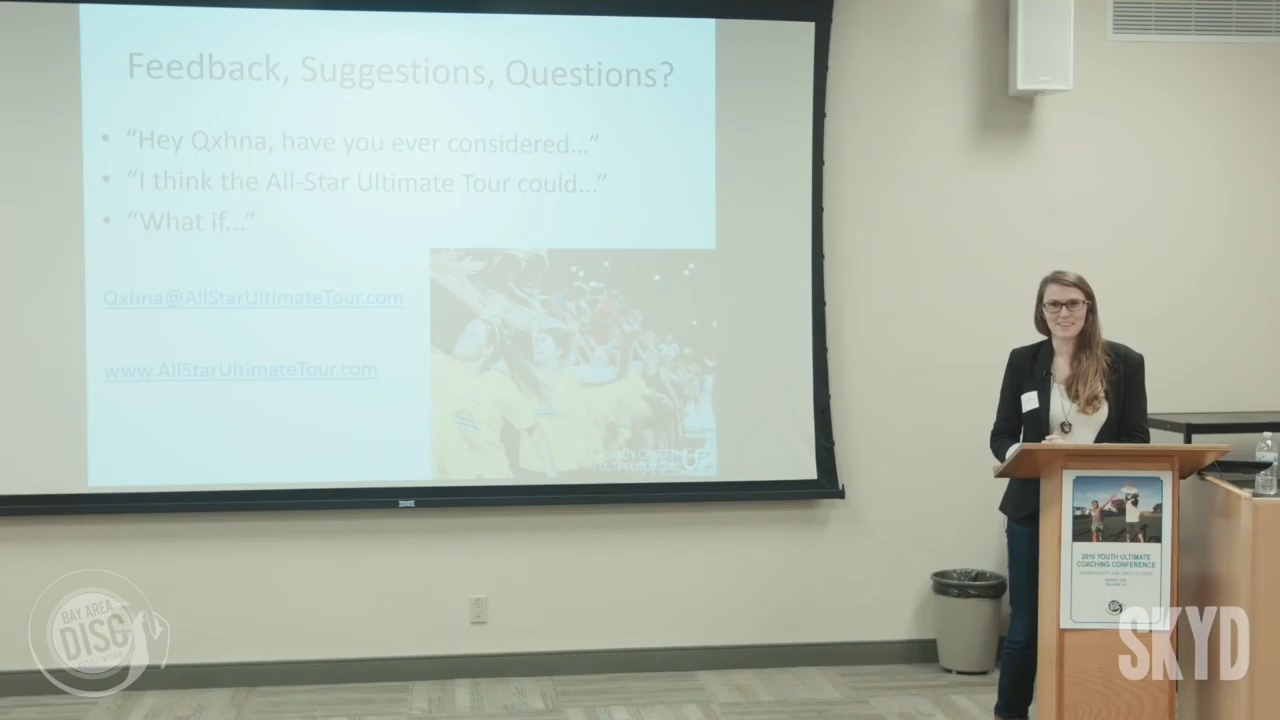 Feedback, Suggestions, Questions?
• “Hey Qxhna, have you ever considered...”
• “I think the All-Star Ultimate Tour could...”
• “What if...”
Qxhna@AllStarUltimateTour.com
www.AllStarUltimateTour.com
2016 YOUTH ULTIMATE
COACHING CONFERENCE
BAY AREA
DISC
SKYD